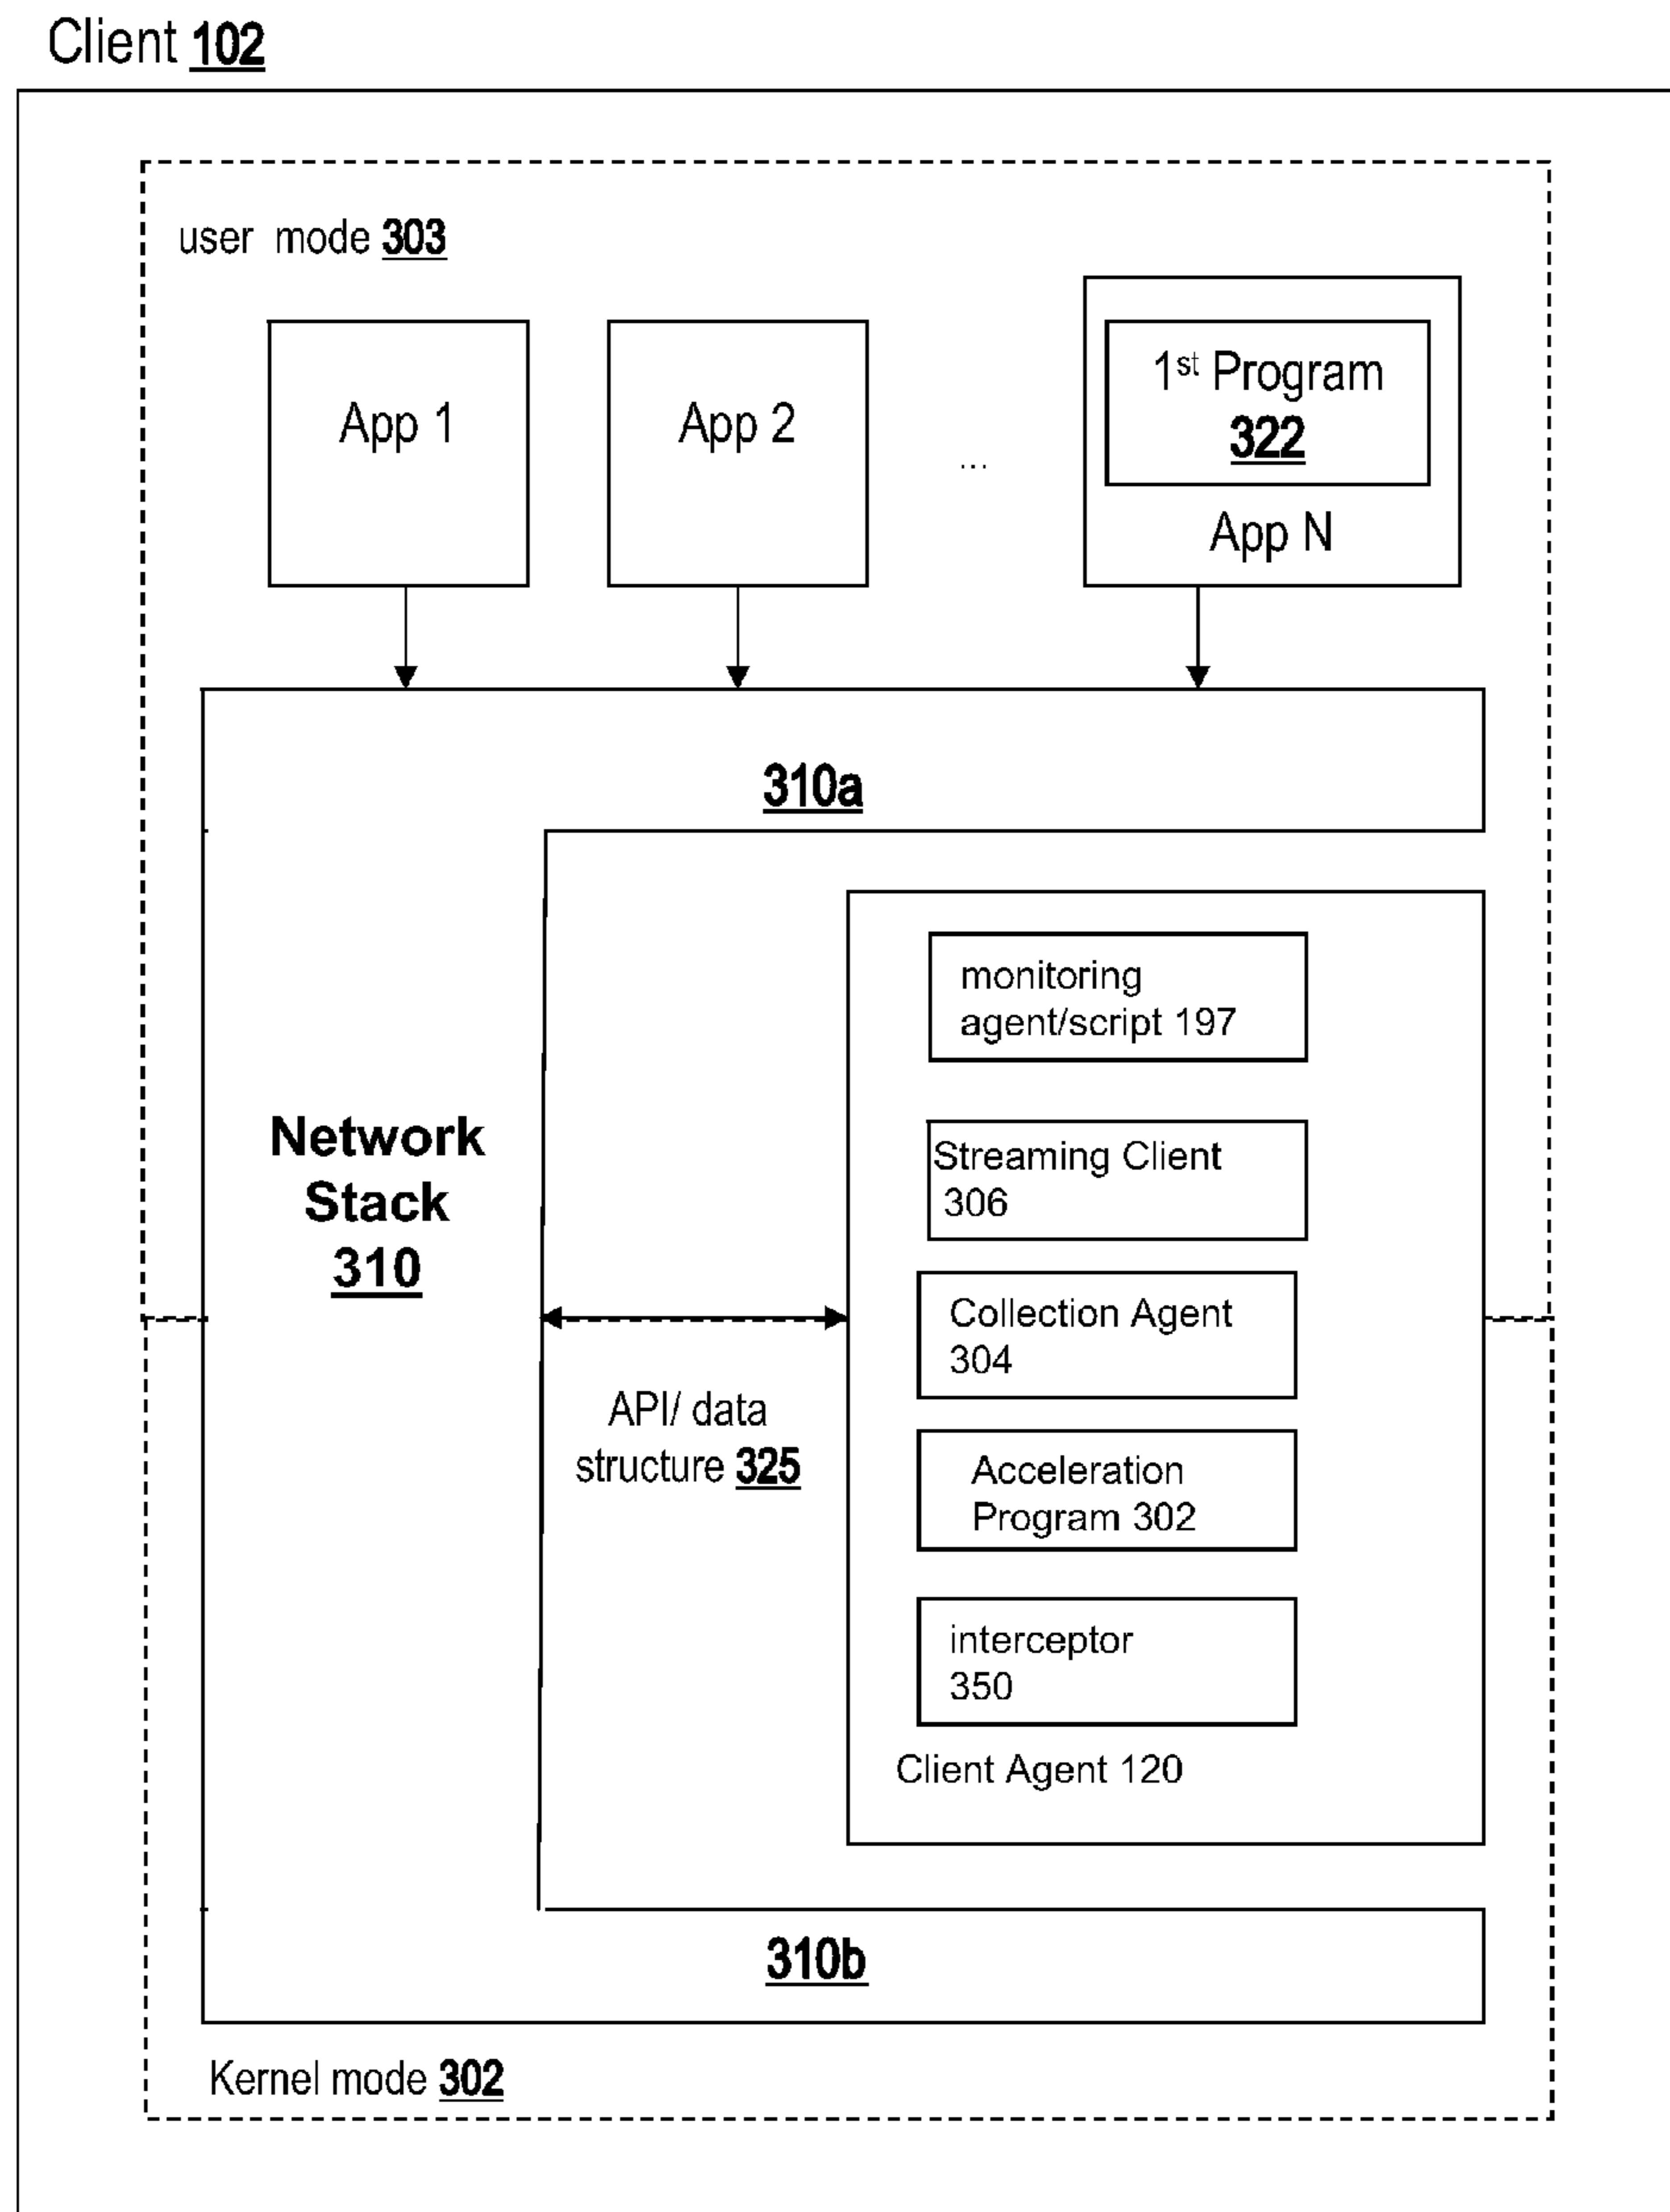 Client 102
user mode 303
App 1
App 2
...
1st Program
322
App N
310a
monitoring
agent/script 197
Streaming Client
306
Network
Stack
310
Collection Agent
304
API/ data
structure 325
Acceleration
Program 302
interceptor
350
Client Agent 120
310b
Kernel mode 302